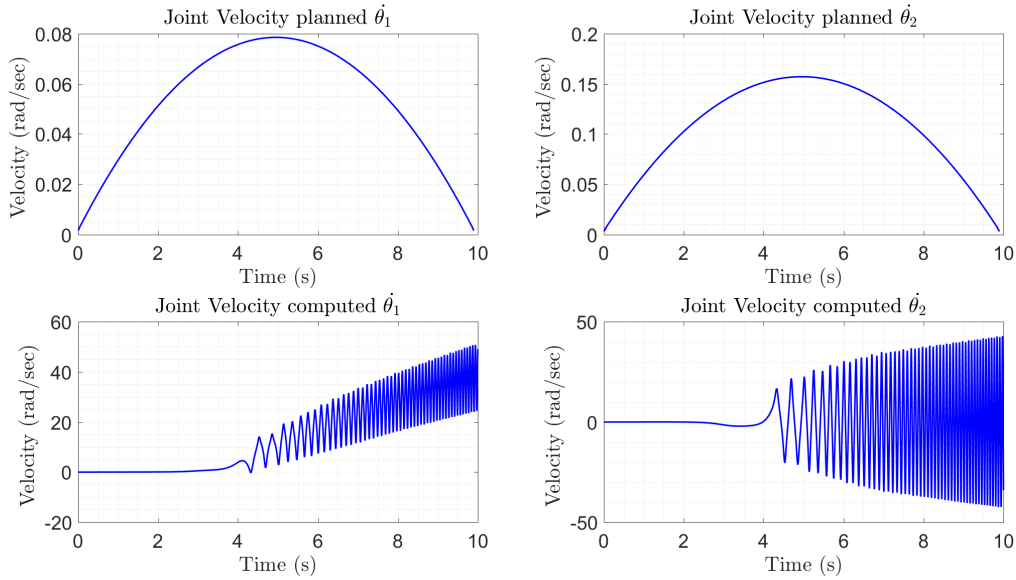 Joint Velocity planned θ̇₁
Velocity (rad/sec)
0.08
0.06
0.04
0.02
0
0 2 4 6 8 10
Time (s)
Joint Velocity planned θ̇₂
Velocity (rad/sec)
0.2
0.15
0.1
0.05
0
0 2 4 6 8 10
Time (s)
Joint Velocity computed θ̇₁
Velocity (rad/sec)
60
40
20
0
-20
0 2 4 6 8 10
Time (s)
Joint Velocity computed θ̇₂
Velocity (rad/sec)
50
0
-50
0 2 4 6 8 10
Time (s)